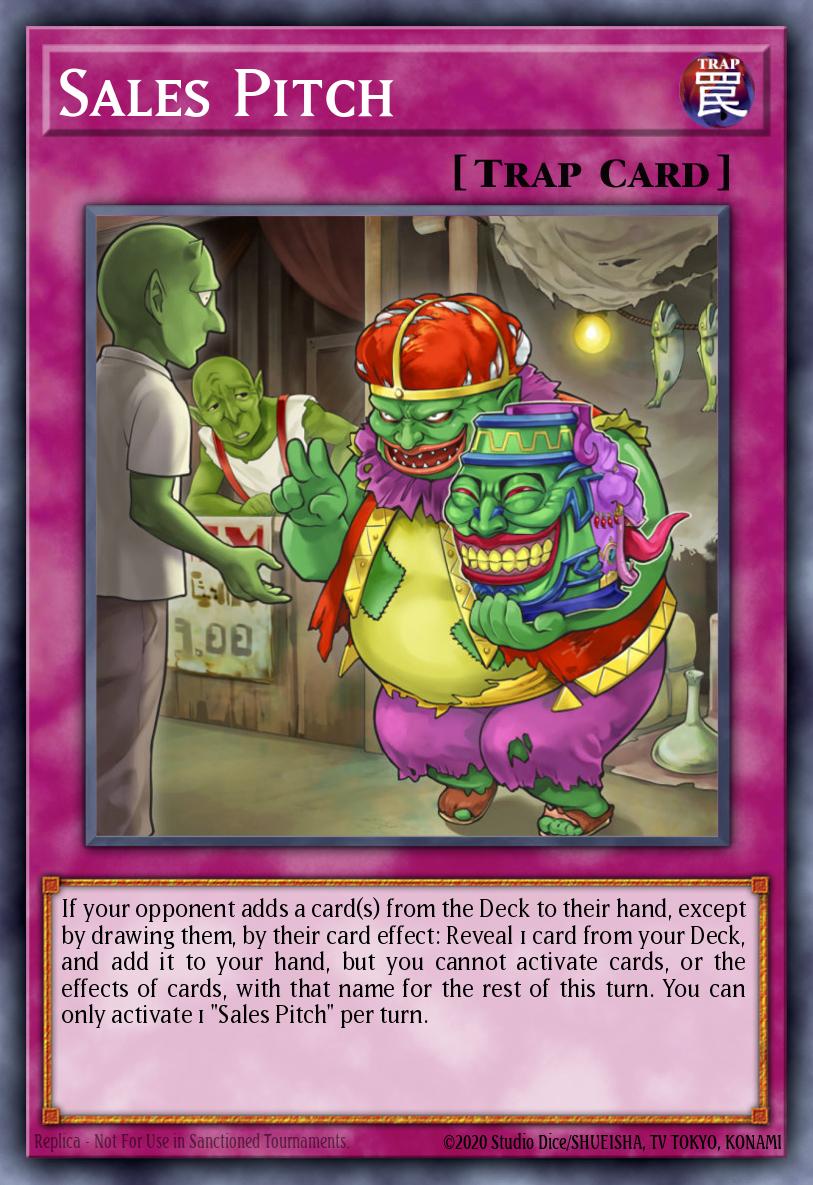 Sales Pitch
TRAP
罠
[Trap Card]
If your opponent adds a card(s) from the Deck to their hand, except
by drawing them, by their card effect: Reveal 1 card from your Deck,
and add it to your hand, but you cannot activate cards, or the
effects of cards, with that name for the rest of this turn. You can
only activate 1 "Sales Pitch" per turn.
Replica - Not For Use in Sanctioned Tournaments.
©2020 Studio Dice/SHUEISHA, TV TOKYO, KONAMI